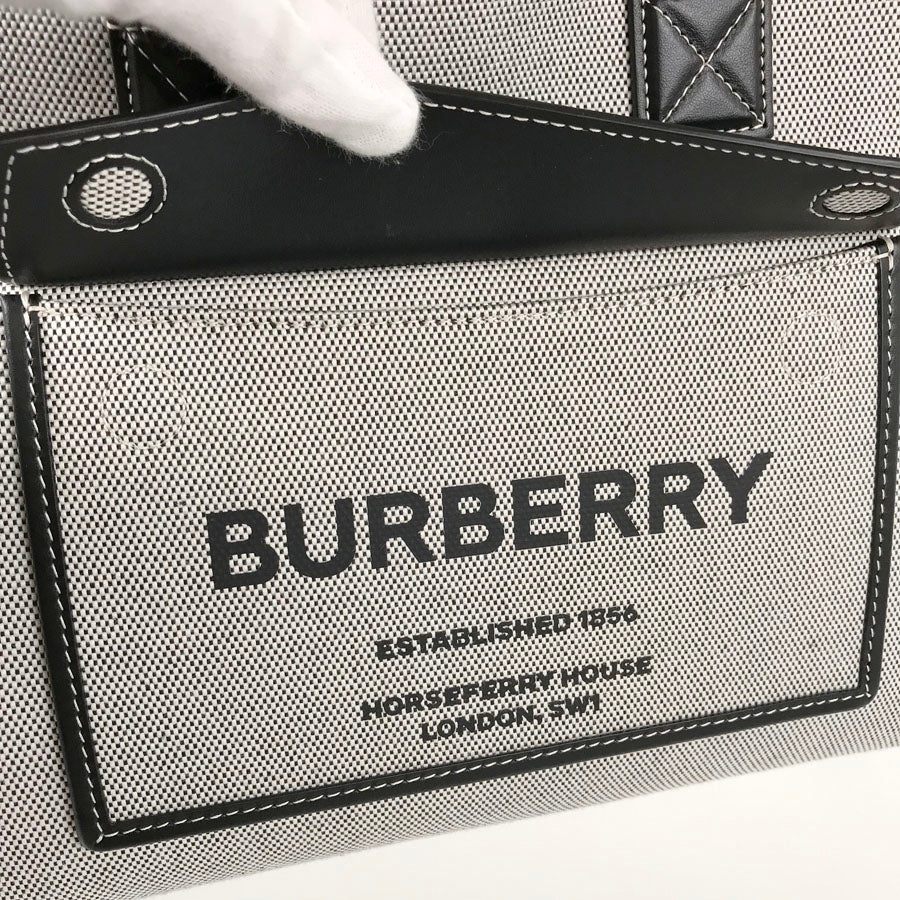 BURBERRY
ESTABLISHED 1856
HORSEFERRY HOUSE
LONDON, SW1